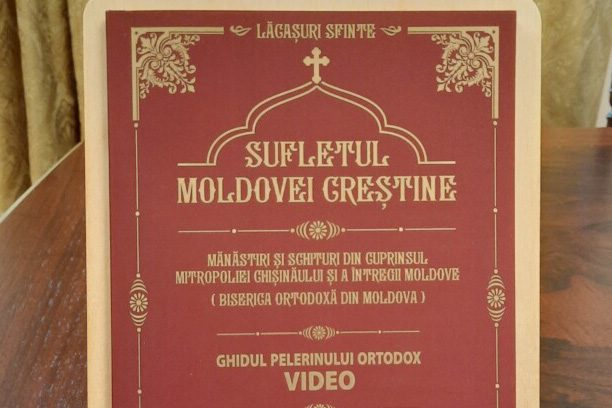 LĂCAȘURI SFINTE
SUFLETUL
MOLDOVEI CREȘTINE
MĂNĂSTIRI ȘI SCHITURI DIN CUPRINSUL
MITROPOLIEI CHIȘINĂULUI ȘI A ÎNTREGII MOLDOVE
( BISERICA ORTODOXĂ DIN MOLDOVA )
GHIDUL PELERINULUI ORTODOX
VIDEO